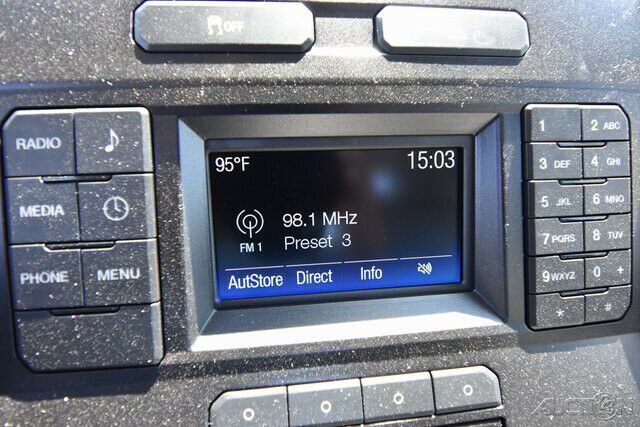 OFF
RADIO
MEDIA
PHONE MENU
95°F 15:03
98.1 MHz
FM 1 Preset 3
AutStore Direct Info
1 2 ABC
3 DEF 4 GHI
5 JKL 6 MNO
7 PQRS 8 TUV
9 WXYZ 0 +
* #